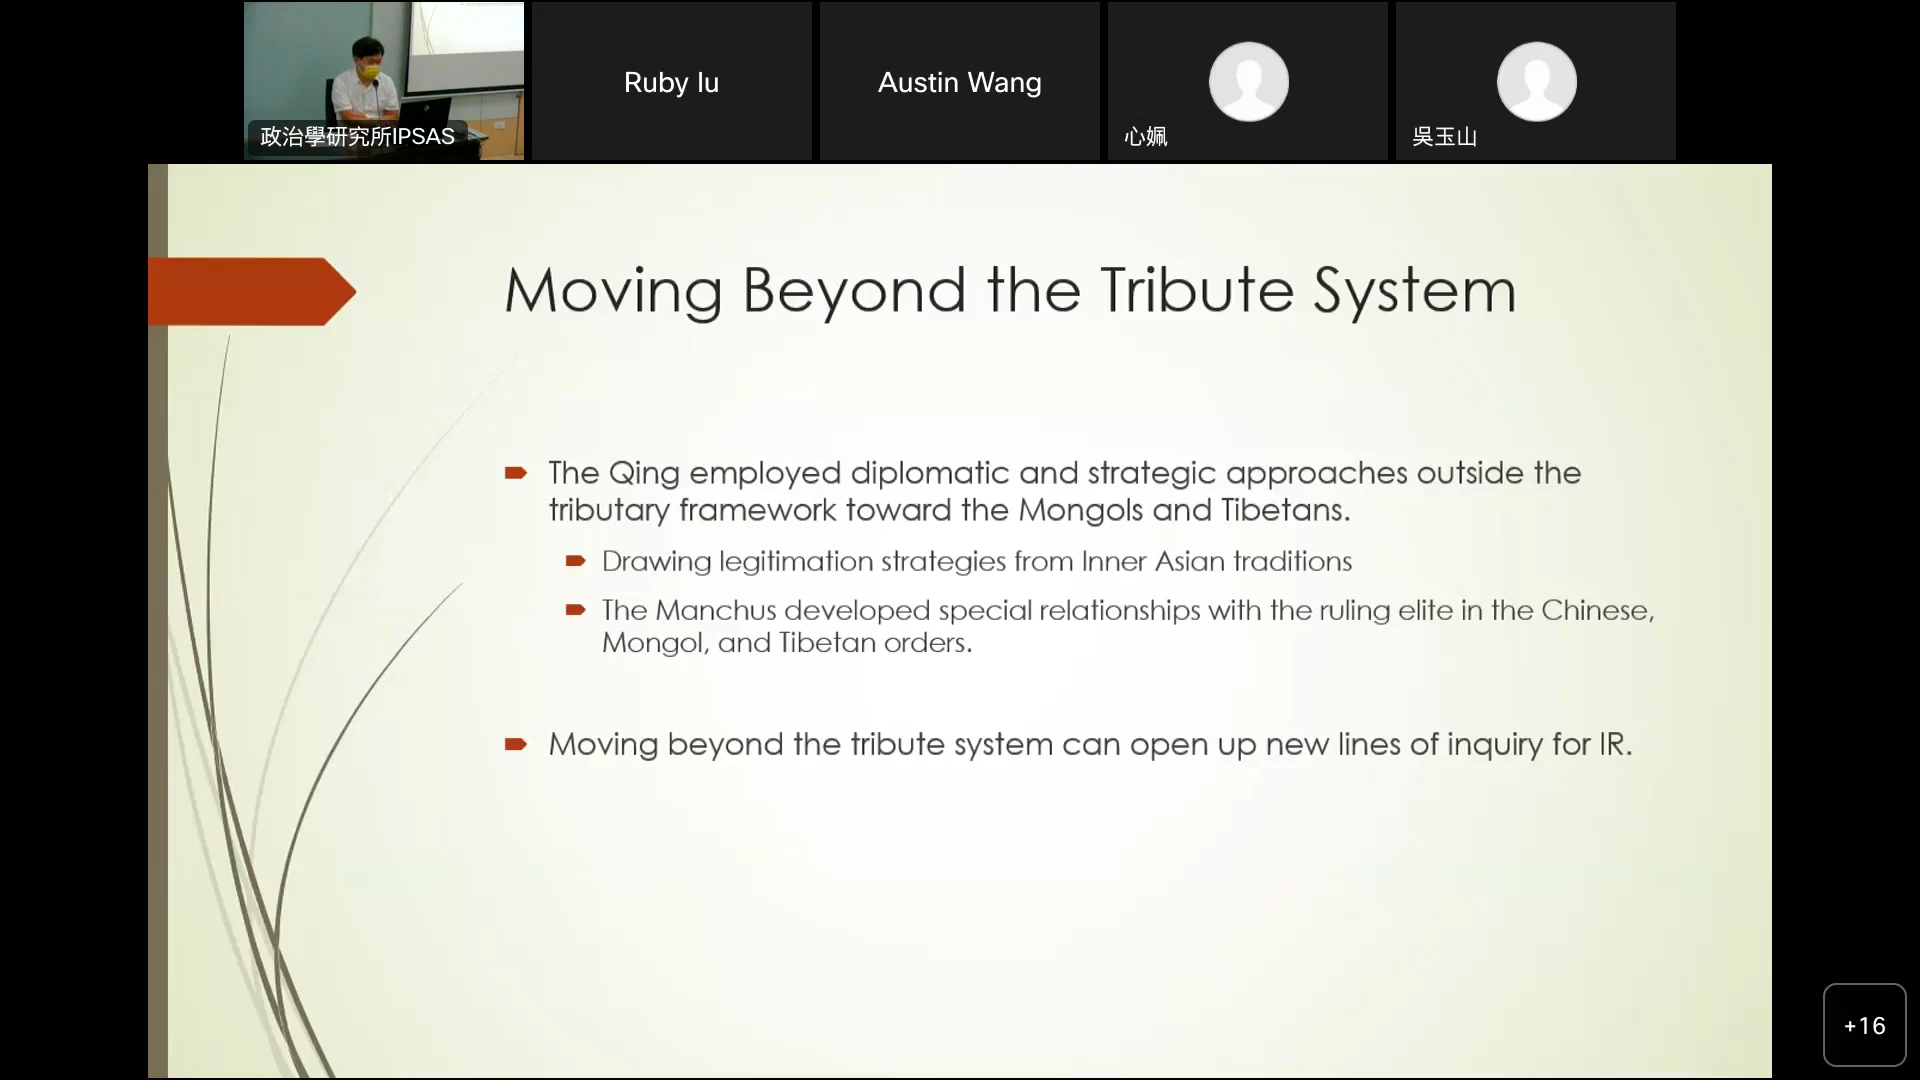 政治學研究所IPSAS
Ruby lu
Austin Wang
心姵
吳玉山
Moving Beyond the Tribute System
The Qing employed diplomatic and strategic approaches outside the
tributary framework toward the Mongols and Tibetans.
Drawing legitimation strategies from Inner Asian traditions
The Manchus developed special relationships with the ruling elite in the Chinese,
Mongol, and Tibetan orders.
Moving beyond the tribute system can open up new lines of inquiry for IR.
+16